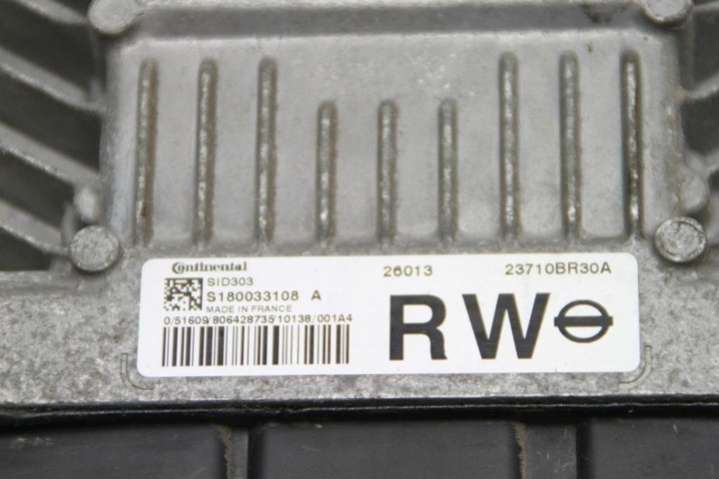 Continental
SID303
S180033108 A
MADE IN FRANCE
0/51609/806428735/10138/001A4
26013 23710BR30A
RW